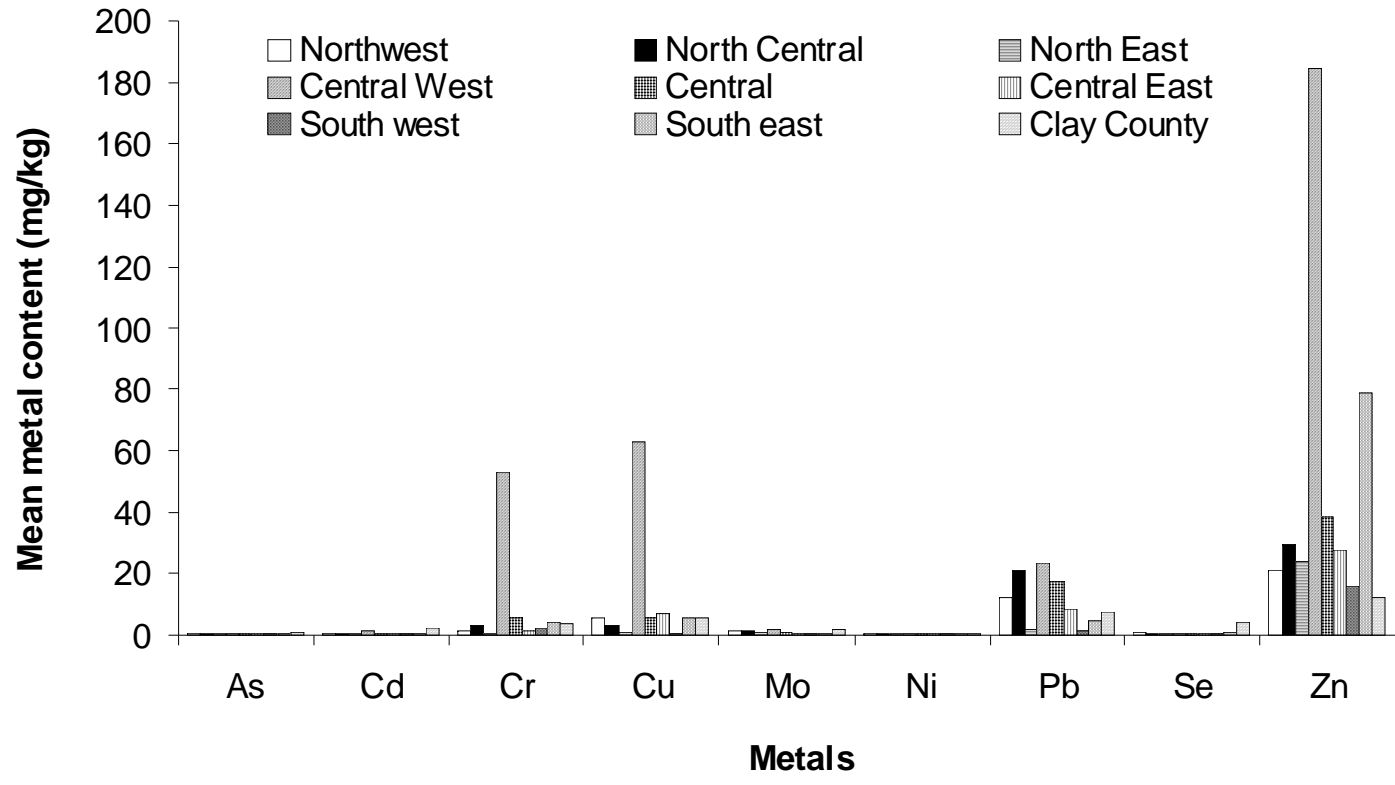 200
180
160
140
120
100
80
60
40
20
0
Mean metal content (mg/kg)
Northwest North Central North East
Central West Central Central East
South west South east Clay County
As Cd Cr Cu Mo Ni Pb Se Zn
Metals